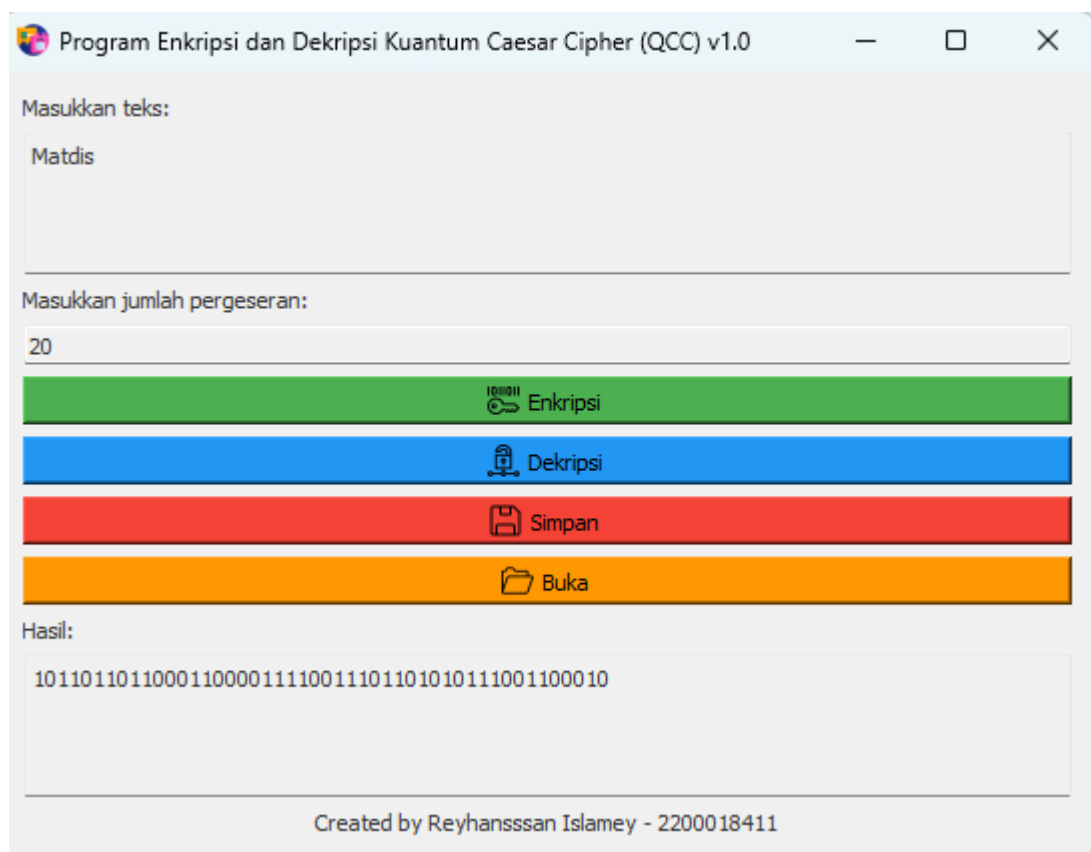 Program Enkripsi dan Dekripsi Kuantum Caesar Cipher (QCC) v1.0
Masukkan teks:
Matdis
Masukkan jumlah pergeseran:
20
Enkripsi
Dekripsi
Simpan
Buka
Hasil:
101101101100011000011110011101101010111001100010
Created by Reyhansssan Islamey - 2200018411